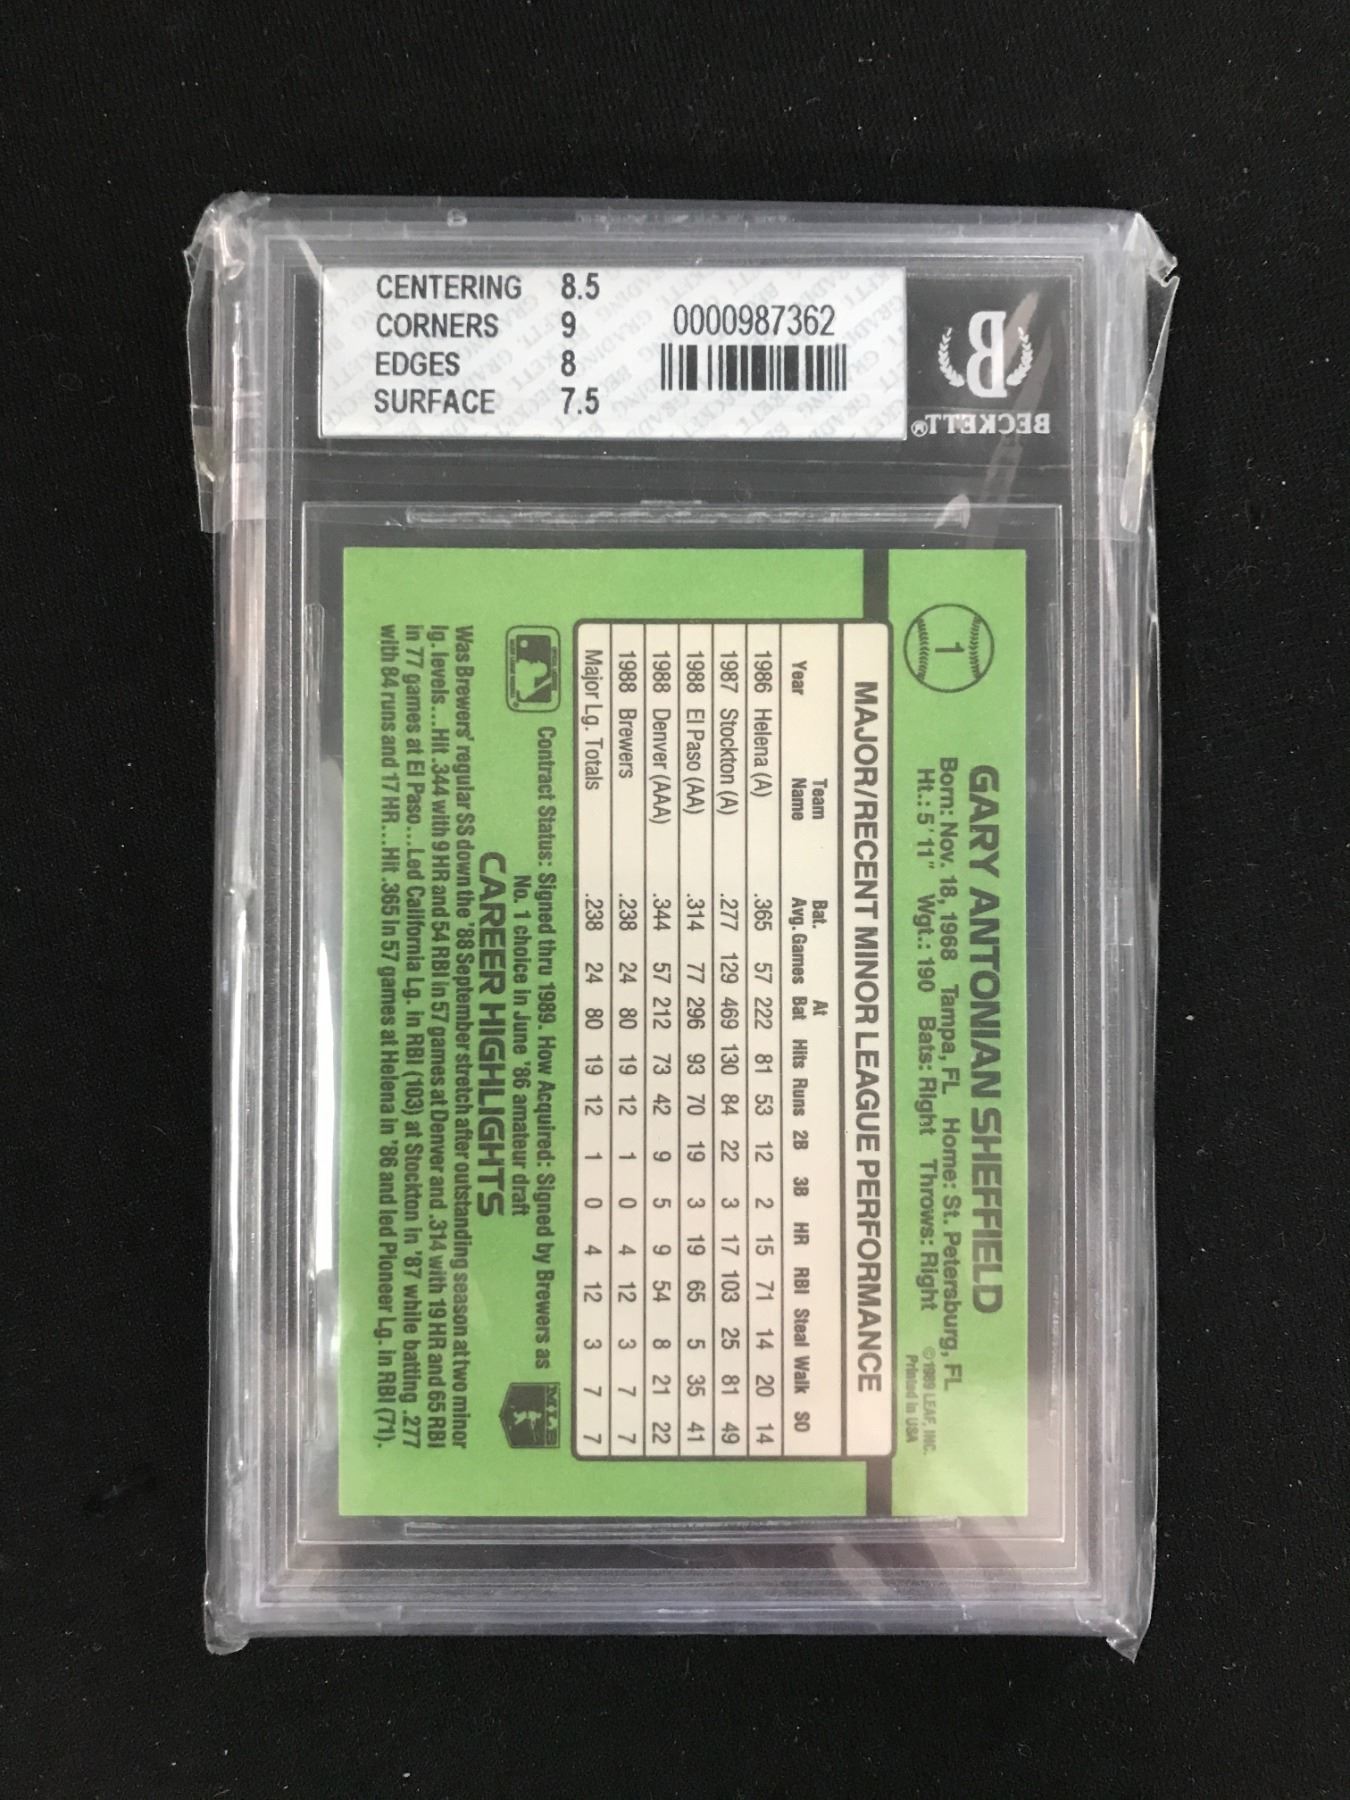 CENTERING 8.5
CORNERS 9
EDGES 8
SURFACE 7.5
0000987362
BECKETT®
1
GARY ANTONIAN SHEFFIELD
Born: Nov. 18, 1968 Tampa, FL Home: St. Petersburg, FL
Ht.: 5'11" Wgt.: 190 Bats: Right Throws: Right
©1989 LEAF, INC.
Printed in USA
MAJOR/RECENT MINOR LEAGUE PERFORMANCE
Year Team Name Bat. Avg. Games At Bat Hits Runs 2B 3B HR RBI Steal Walk SO
1986 Helena (A) .365 57 222 81 53 12 2 15 71 14 20 14
1987 Stockton (A) .277 129 469 130 84 22 3 17 103 25 81 49
1988 El Paso (AA) .314 77 296 93 70 19 3 19 65 5 35 41
1988 Denver (AAA) .344 57 212 73 42 9 5 9 54 8 21 22
1988 Brewers .238 24 80 19 12 1 0 4 12 3 7 7
Major Lg. Totals .238 24 80 19 12 1 0 4 12 3 7 7
Contract Status: Signed thru 1989. How Acquired: Signed by Brewers as
No. 1 choice in June '86 amateur draft
MLB
CAREER HIGHLIGHTS
Was Brewers' regular SS down the '88 September stretch after outstanding season at two minor
lg. levels...Hit .344 with 9 HR and 54 RBI in 57 games at Denver and .314 with 19 HR and 65 RBI
in 77 games at El Paso...Led California Lg. in RBI (103) at Stockton in '87 while batting .277
with 84 runs and 17 HR...Hit .365 in 57 games at Helena in '86 and led Pioneer Lg. in RBI (71).